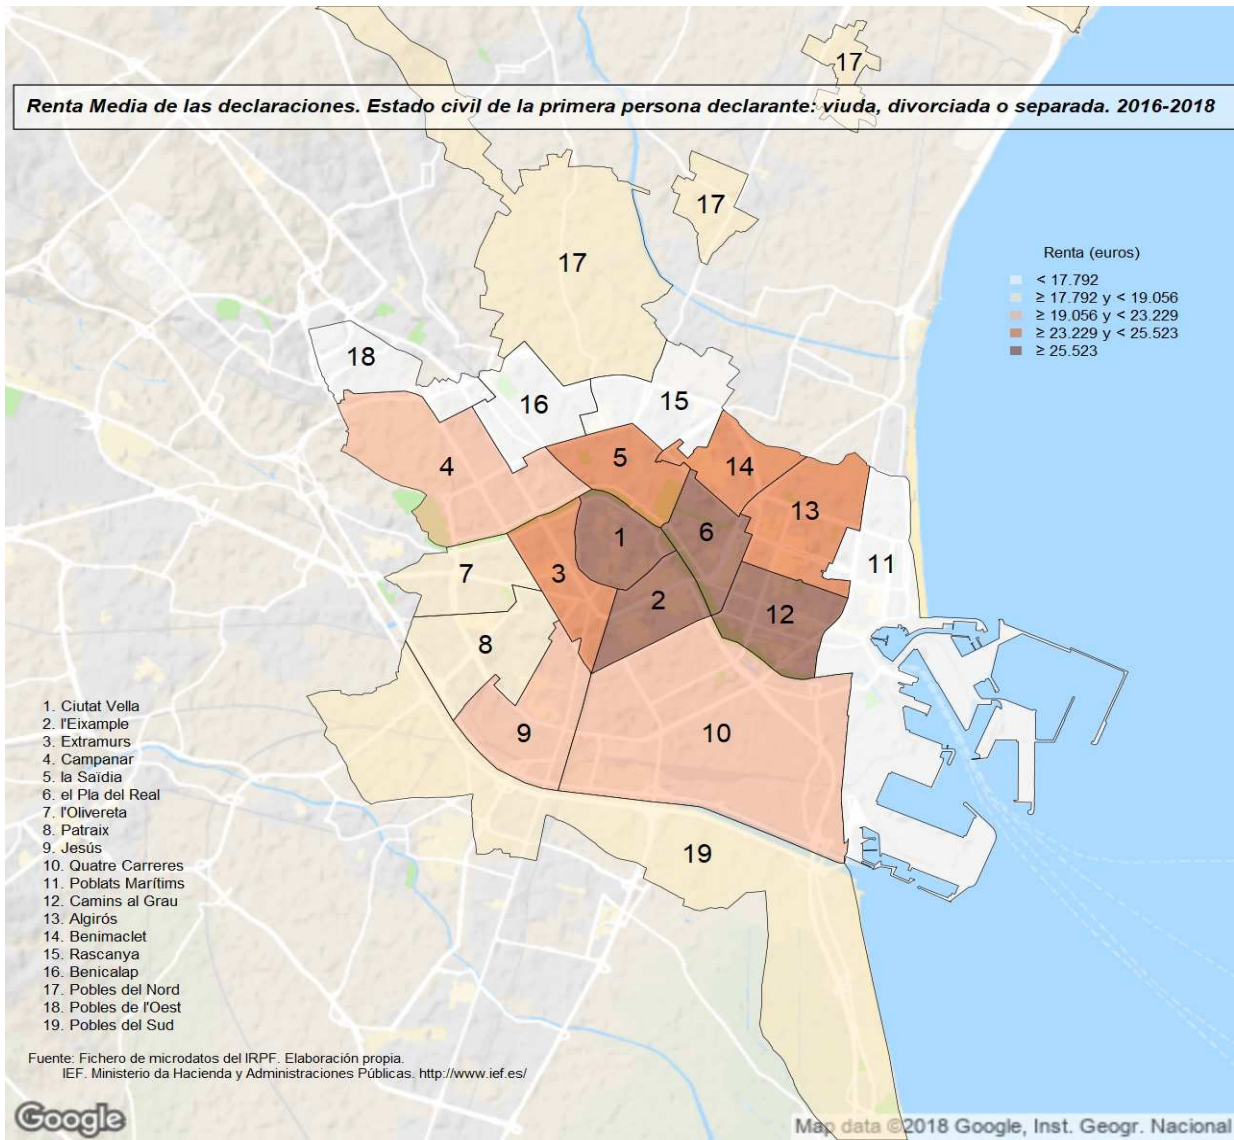 17
Renta Media de las declaraciones. Estado civil de la primera persona declarante: viuda, divorciada o separada. 2016-2018
17
17
Renta (euros)
< 17.792
≥ 17.792 y < 19.056
≥ 19.056 y < 23.229
≥ 23.229 y < 25.523
≥ 25.523
18
16
15
4
5
14
13
1
6
11
7
3
2
12
8
9
10
19
1. Ciutat Vella
2. l'Eixample
3. Extramurs
4. Campanar
5. la Saïdia
6. el Pla del Real
7. l'Olivereta
8. Patraix
9. Jesús
10. Quatre Carreres
11. Poblats Marítims
12. Camins al Grau
13. Algirós
14. Benimaclet
15. Rascanya
16. Benicalap
17. Pobles del Nord
18. Pobles de l'Oest
19. Pobles del Sud
Fuente: Fichero de microdatos del IRPF. Elaboración propia.
IEF. Ministerio da Hacienda y Administraciones Públicas. http://www.ief.es/
Google
Map data ©2018 Google, Inst. Geogr. Nacional